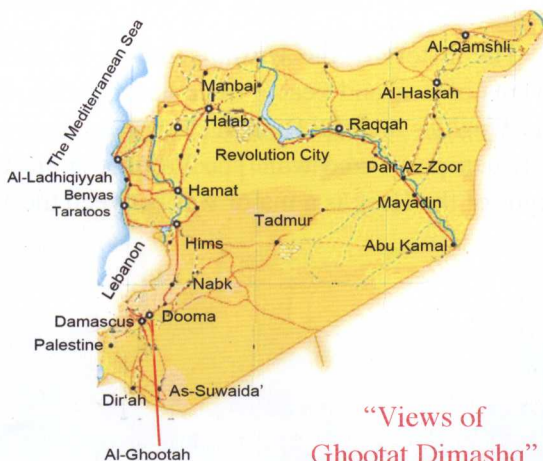 The Mediterranean Sea
Al-Qamshli
Manbaj
Al-Haskah
Halab
Raqqah
Revolution City
Al-Ladhiqiyyah
Dair Az-Zoor
Benyas
Hamat
Taratoos
Mayadin
Tadmur
Abu Kamal
Hims
Lebanon
Nabk
Damascus
Dooma
Palestine
Dir'ah
As-Suwaida'
Al-Ghootah
“Views of
Ghootat Dimashq”